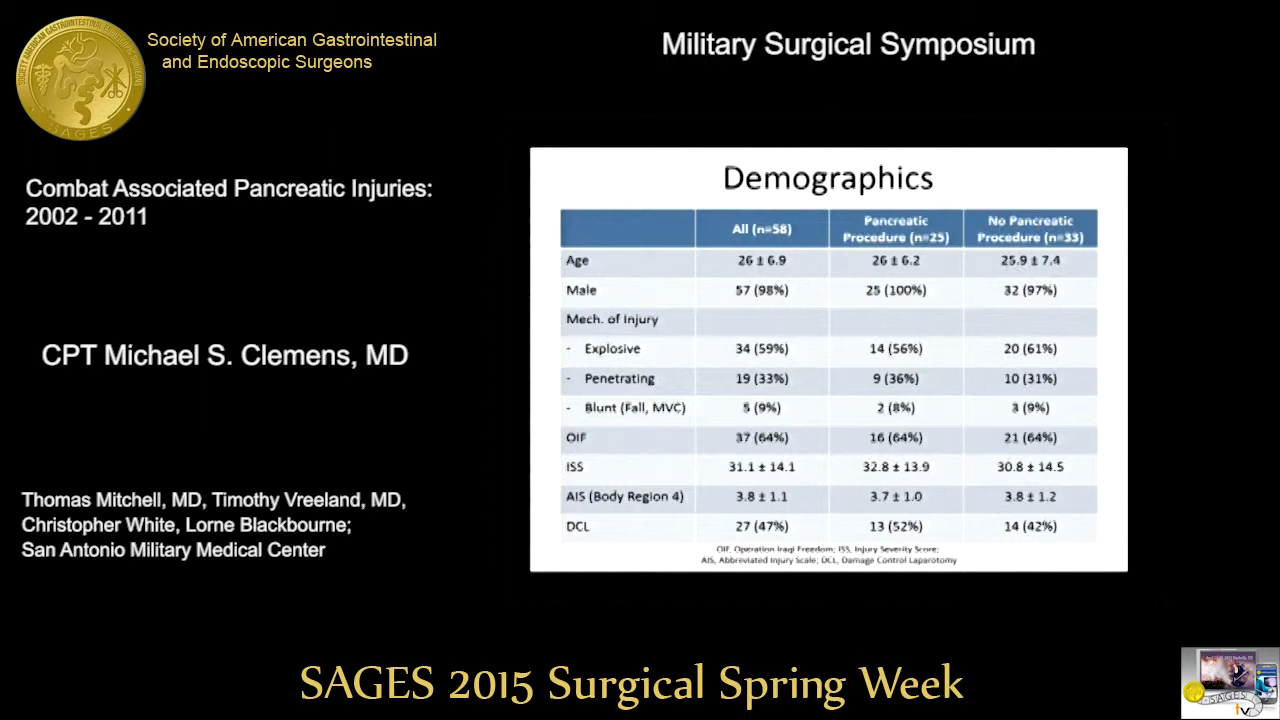 Society of American Gastrointestinal
and Endoscopic Surgeons
Military Surgical Symposium
SAGES
Combat Associated Pancreatic Injuries:
2002 - 2011
CPT Michael S. Clemens, MD
Thomas Mitchell, MD, Timothy Vreeland, MD,
Christopher White, Lorne Blackbourne;
San Antonio Military Medical Center
Demographics
All (n=58) Pancreatic Procedure (n=25) No Pancreatic Procedure (n=33)
Age 26 ± 6.9 26 ± 6.2 25.9 ± 7.4
Male 57 (98%) 25 (100%) 32 (97%)
Mech. of Injury
- Explosive 34 (59%) 14 (56%) 20 (61%)
- Penetrating 19 (33%) 9 (36%) 10 (31%)
- Blunt (Fall, MVC) 5 (9%) 2 (8%) 3 (9%)
OIF 37 (64%) 16 (64%) 21 (64%)
ISS 31.1 ± 14.1 32.8 ± 13.9 30.8 ± 14.5
AIS (Body Region 4) 3.8 ± 1.1 3.7 ± 1.0 3.8 ± 1.2
DCL 27 (47%) 13 (52%) 14 (42%)
OIF, Operation Iraqi Freedom; ISS, Injury Severity Score;
AIS, Abbreviated Injury Scale; DCL, Damage Control Laparotomy
SAGES 2015 Surgical Spring Week
SAGES
tv